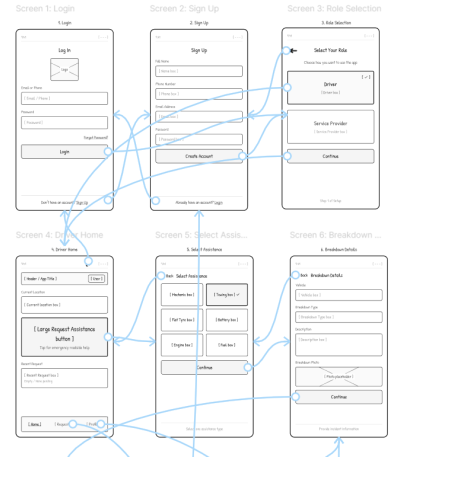 Screen 1: Login
Screen 2: Sign Up
Screen 3: Role Selection
1. Login
2. Sign Up
3. Role Selection
Log In
Sign Up
Select Your Role
Choose how you want to use the app
Full Name
[ Name box ]
Driver
[ Driver box ]
Email or Phone
[ Email / Phone ]
Phone Number
[ Number box ]
Password
[ Password ]
Email Address
Service Provider
[ Service Provider box ]
Forgot Password?
Password
[ Password box ]
Login
Create Account
Continue
Don't have an account? Sign Up
Already have an account? Login
Screen 4: Driver Home
Screen 5: Select Assis...
Screen 6: Breakdown ...
4. Driver Home
5. Select Assistance
6. Breakdown Details
[ Header / App Title ]
Back Select Assistance
Back Breakdown Details
Current Location
[ Current Location box ]
[ Mechanic box ]
[ Towing box ] ✓
Vehicle
[ Vehicle box ]
Breakdown Type
[ Breakdown Type box ]
[ Large Request Assistance
button ]
Tap for emergency roadside help
[ Flat Tyre box ]
[ Battery box ]
Description
[ Description box ]
[ Engine box ]
[ Fuel box ]
Recent Request
[ Recent Request box ]
Continue
Breakdown Photo
[ Photo placeholder ]
Continue
[ Home ]